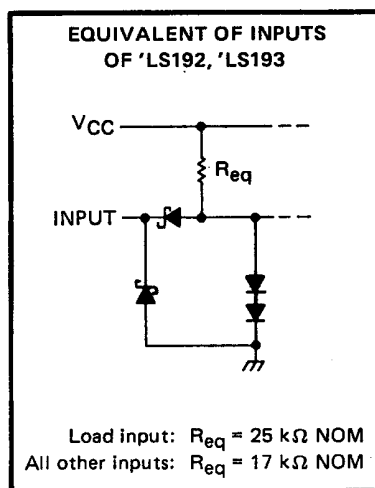 EQUIVALENT OF INPUTS
OF 'LS192, 'LS193
VCC
Req
INPUT
Load input: Req = 25 kΩ NOM
All other inputs: Req = 17 kΩ NOM